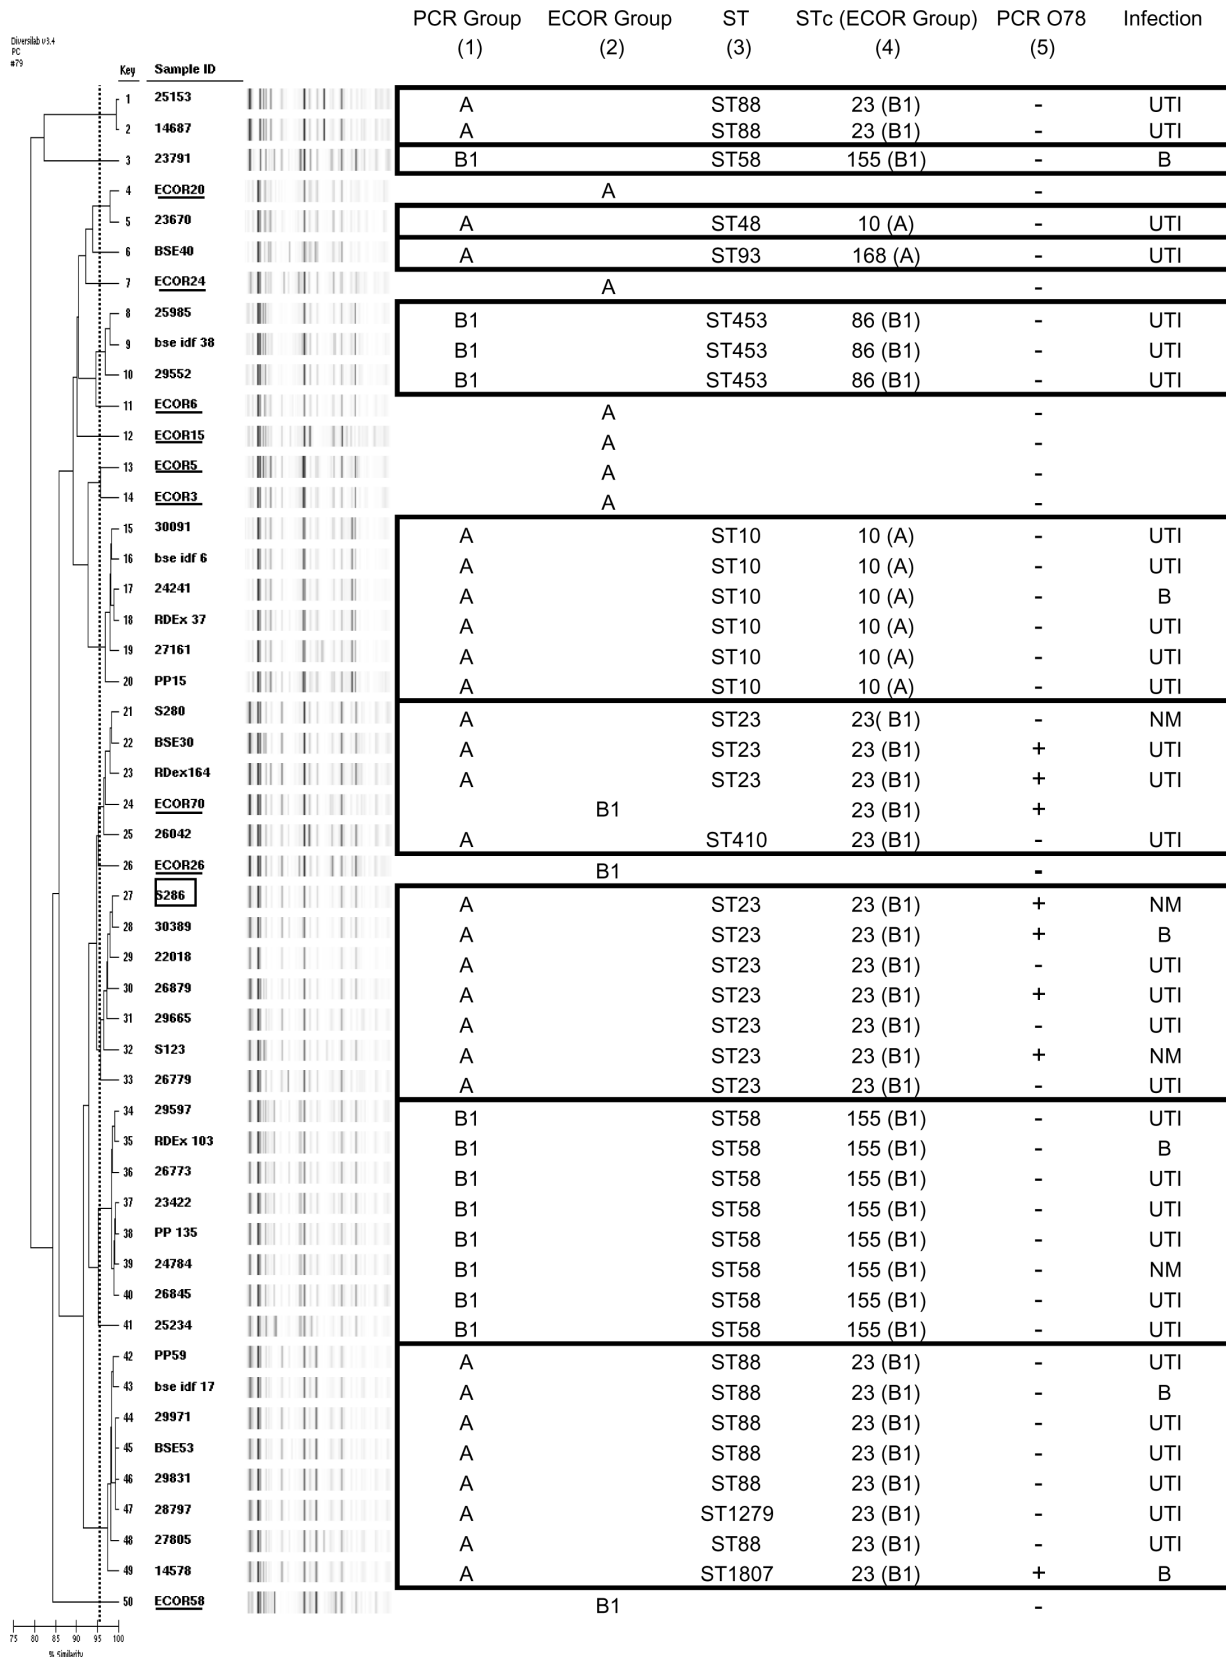 PCR Group ECOR Group ST STc (ECOR Group) PCR O78 Infection
(1) (2) (3) (4) (5)
Diversilab v3.4
PC
#79
Key Sample ID
1 25153 A ST88 23 (B1) - UTI
2 14687 A ST88 23 (B1) - UTI
3 23791 B1 ST58 155 (B1) - B
4 ECOR20 A -
5 23670 A ST48 10 (A) - UTI
6 BSE40 A ST93 168 (A) - UTI
7 ECOR24 A -
8 25985 B1 ST453 86 (B1) - UTI
9 bse idf 38 B1 ST453 86 (B1) - UTI
10 29552 B1 ST453 86 (B1) - UTI
11 ECOR6 A -
12 ECOR15 A -
13 ECOR5 A -
14 ECOR3 A -
15 30091 A ST10 10 (A) - UTI
16 bse idf 6 A ST10 10 (A) - UTI
17 24241 A ST10 10 (A) - B
18 RDEx 37 A ST10 10 (A) - UTI
19 27161 A ST10 10 (A) - UTI
20 PP15 A ST10 10 (A) - UTI
21 S280 A ST23 23( B1) - NM
22 BSE30 A ST23 23 (B1) + UTI
23 RDex164 A ST23 23 (B1) + UTI
24 ECOR70 B1 23 (B1) +
25 26042 A ST410 23 (B1) - UTI
26 ECOR26 B1 -
27 S286 A ST23 23 (B1) + NM
28 30389 A ST23 23 (B1) + B
29 22018 A ST23 23 (B1) - UTI
30 26879 A ST23 23 (B1) + UTI
31 29665 A ST23 23 (B1) - UTI
32 S123 A ST23 23 (B1) + NM
33 26779 A ST23 23 (B1) - UTI
34 29597 B1 ST58 155 (B1) - UTI
35 RDEx 103 B1 ST58 155 (B1) - B
36 26773 B1 ST58 155 (B1) - UTI
37 23422 B1 ST58 155 (B1) - UTI
38 PP 135 B1 ST58 155 (B1) - UTI
39 24784 B1 ST58 155 (B1) - NM
40 26845 B1 ST58 155 (B1) - UTI
41 25234 B1 ST58 155 (B1) - UTI
42 PP59 A ST88 23 (B1) - UTI
43 bse idf 17 A ST88 23 (B1) - B
44 29971 A ST88 23 (B1) - UTI
45 BSE53 A ST88 23 (B1) - UTI
46 29831 A ST88 23 (B1) - UTI
47 28797 A ST1279 23 (B1) - UTI
48 27805 A ST88 23 (B1) - UTI
49 14578 A ST1807 23 (B1) + B
50 ECOR58 B1 -
75 80 85 90 95 100
% Similarity